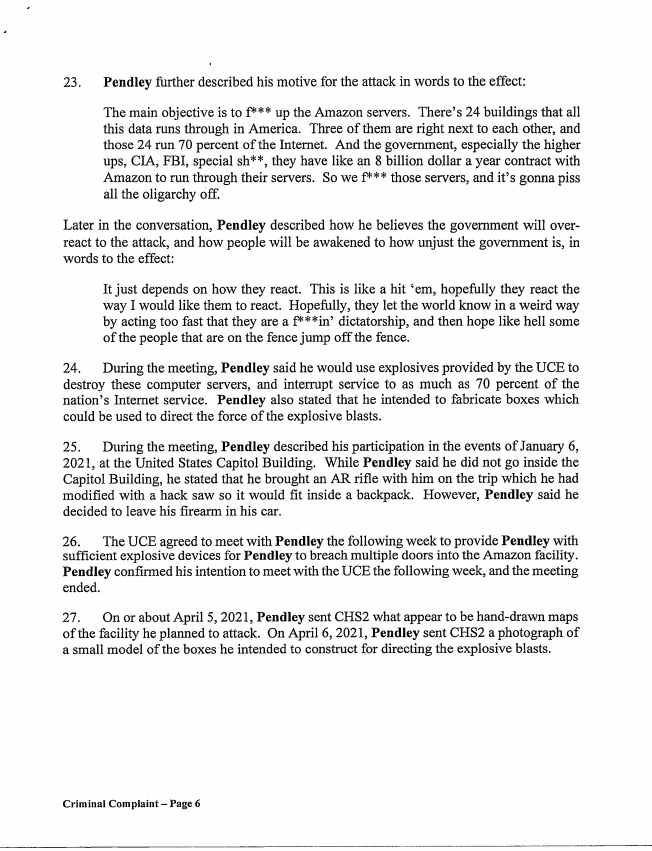 23. Pendley further described his motive for the attack in words to the effect:
The main objective is to f*** up the Amazon servers. There's 24 buildings that all
this data runs through in America. Three of them are right next to each other, and
those 24 run 70 percent of the Internet. And the government, especially the higher
ups, CIA, FBI, special sh**, they have like an 8 billion dollar a year contract with
Amazon to run through their servers. So we f*** those servers, and it's gonna piss
all the oligarchy off.
Later in the conversation, Pendley described how he believes the government will over-
react to the attack, and how people will be awakened to how unjust the government is, in
words to the effect:
It just depends on how they react. This is like a hit 'em, hopefully they react the
way I would like them to react. Hopefully, they let the world know in a weird way
by acting too fast that they are a f***in' dictatorship, and then hope like hell some
of the people that are on the fence jump off the fence.
24. During the meeting, Pendley said he would use explosives provided by the UCE to
destroy these computer servers, and interrupt service to as much as 70 percent of the
nation's Internet service. Pendley also stated that he intended to fabricate boxes which
could be used to direct the force of the explosive blasts.
25. During the meeting, Pendley described his participation in the events of January 6,
2021, at the United States Capitol Building. While Pendley said he did not go inside the
Capitol Building, he stated that he brought an AR rifle with him on the trip which he had
modified with a hack saw so it would fit inside a backpack. However, Pendley said he
decided to leave his firearm in his car.
26. The UCE agreed to meet with Pendley the following week to provide Pendley with
sufficient explosive devices for Pendley to breach multiple doors into the Amazon facility.
Pendley confirmed his intention to meet with the UCE the following week, and the meeting
ended.
27. On or about April 5, 2021, Pendley sent CHS2 what appear to be hand-drawn maps
of the facility he planned to attack. On April 6, 2021, Pendley sent CHS2 a photograph of
a small model of the boxes he intended to construct for directing the explosive blasts.
Criminal Complaint – Page 6